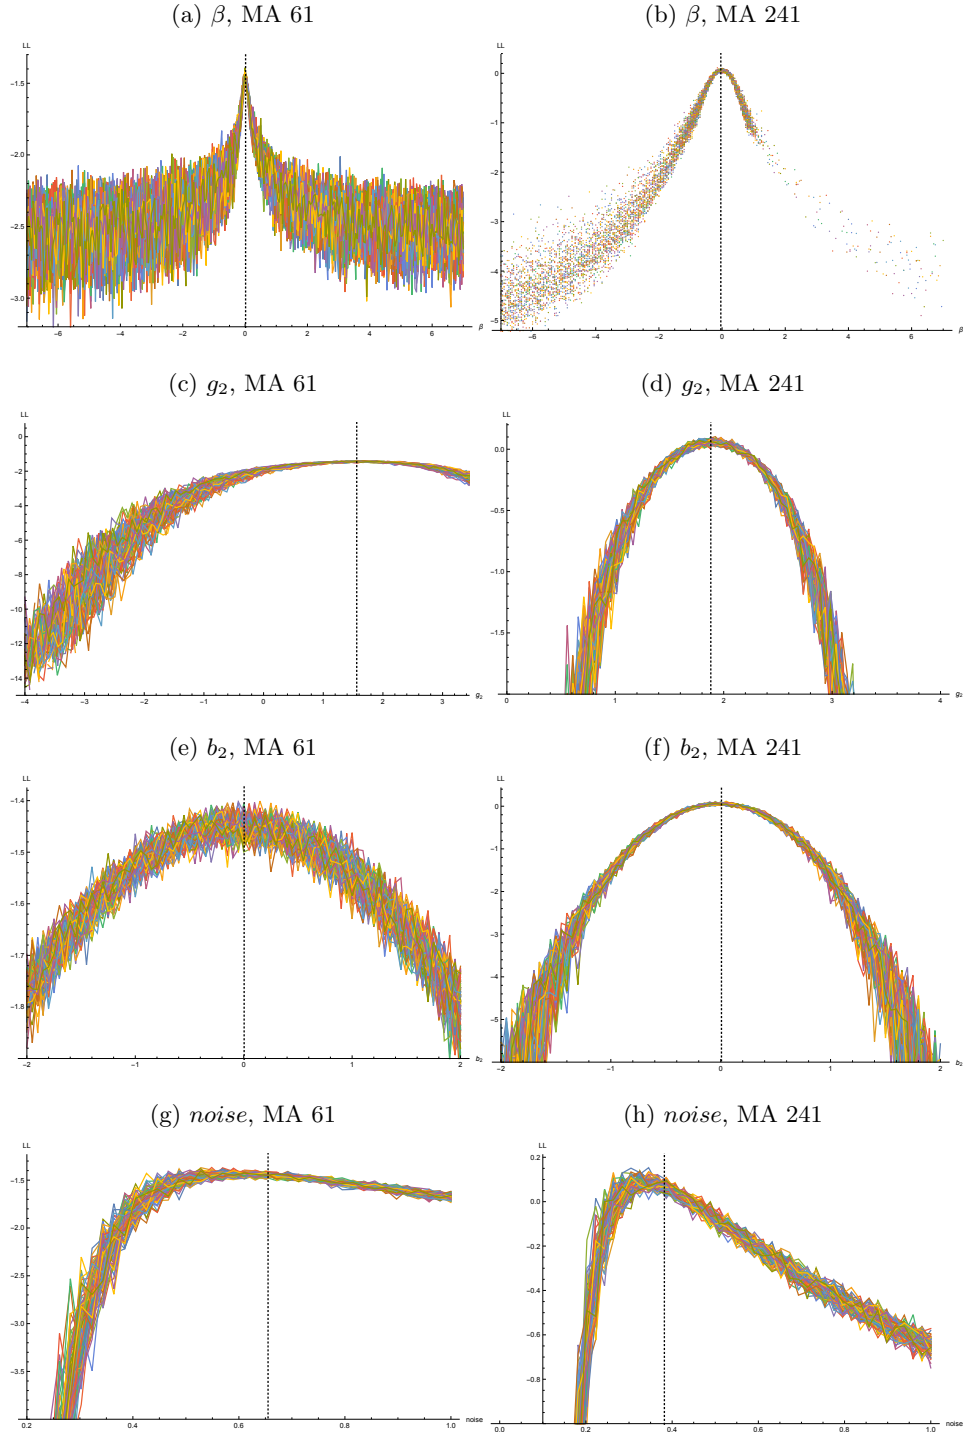 (a) β, MA 61
(b) β, MA 241
LL
-1.5
-2.0
-2.5
-3.0
-6 -4 -2 0 2 4 6 β
LL
0
-1
-2
-3
-4
-5
-6 -4 -2 0 2 4 6 β
(c) g₂, MA 61
(d) g₂, MA 241
LL
0
-2
-4
-6
-8
-10
-12
-14
-4 -3 -2 -1 0 1 2 3 g₂
LL
0.0
-0.5
-1.0
-1.5
0 1 2 3 4 g₂
(e) b₂, MA 61
(f) b₂, MA 241
LL
-1.4
-1.5
-1.6
-1.7
-1.8
-2 -1 0 1 2 b₂
LL
0
-1
-2
-3
-4
-5
-2 -1 0 1 2 b₂
(g) noise, MA 61
(h) noise, MA 241
LL
-1.5
-2.0
-2.5
-3.0
-3.5
0.2 0.4 0.6 0.8 1.0 noise
LL
0.2
0.0
-0.2
-0.4
-0.6
-0.8
0.0 0.2 0.4 0.6 0.8 1.0 noise